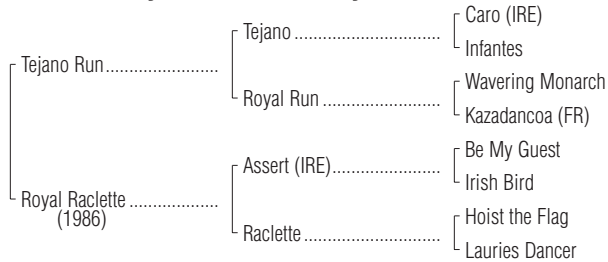 Caro (IRE)
Tejano
Infantes
Tejano Run
Wavering Monarch
Royal Run
Kazadancoa (FR)
Be My Guest
Assert (IRE)
Irish Bird
Royal Raclette
(1986)
Hoist the Flag
Raclette
Lauries Dancer